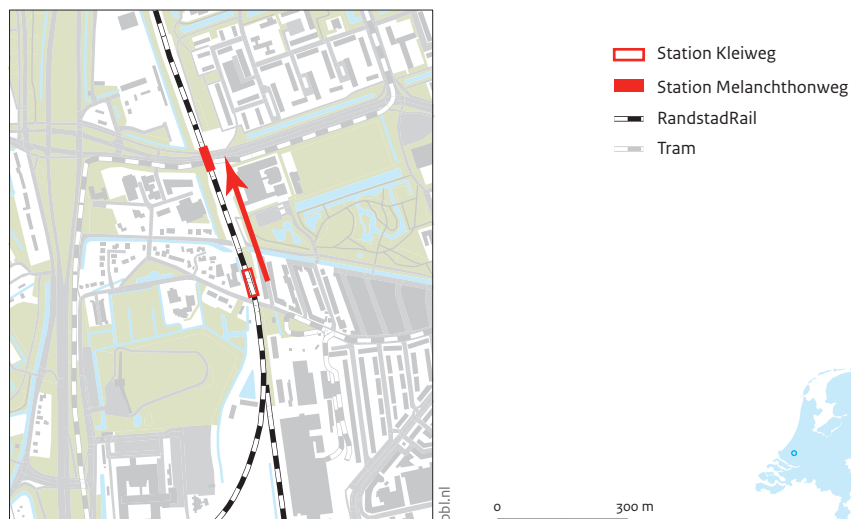 Station Kleiweg
Station Melanchthonweg
RandstadRail
Tram
pbl.nl
0 300 m